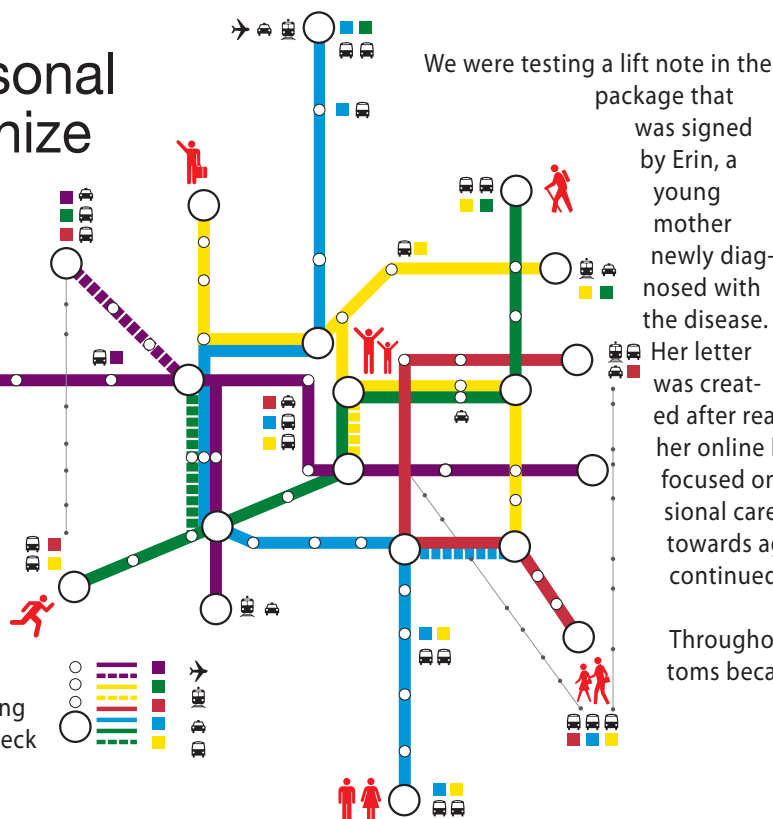 sonal
nize
We were testing a lift note in the
package that
was signed
by Erin, a
young
mother
newly diag-
nosed with
the disease.
Her letter
was creat-
ed after rea
her online
focused
sional care
towards ag
continued
Througho
toms beca
ng
eck